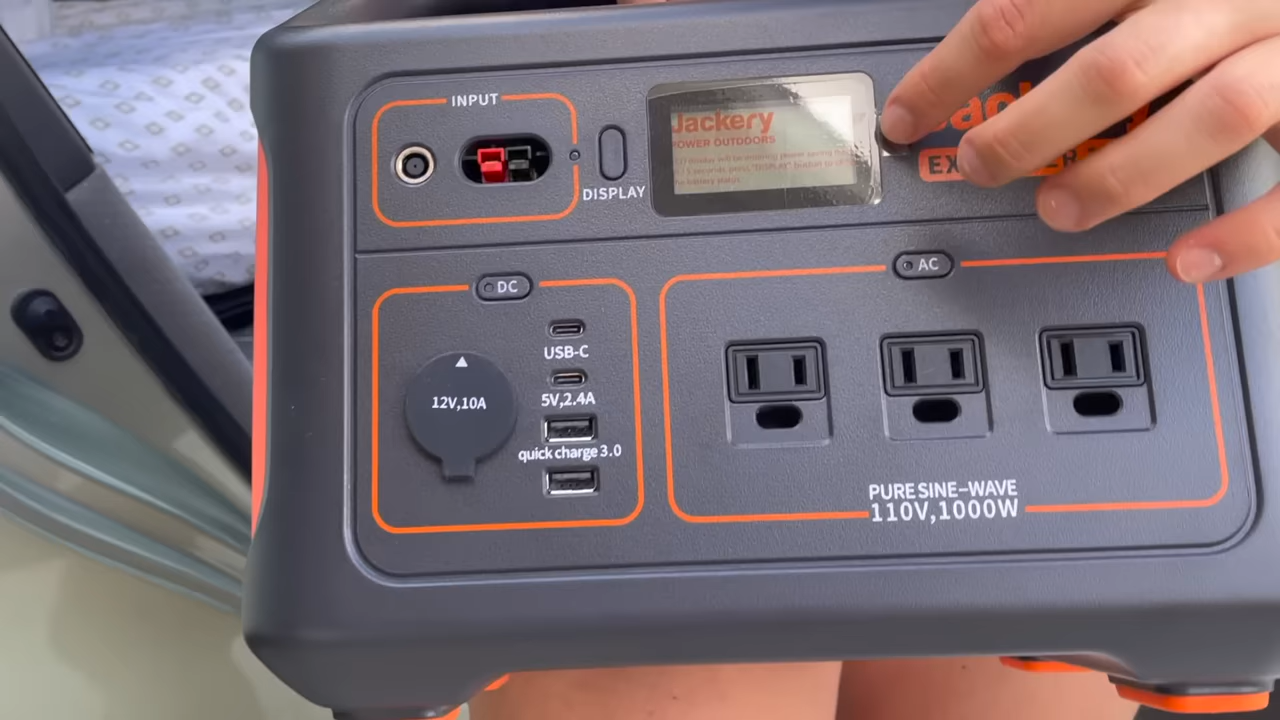 INPUT
DISPLAY
Jackery
POWER OUTDOORS
DC
USB-C
5V,2.4A
12V,10A
quick charge 3.0
AC
PURE SINE-WAVE
110V,1000W